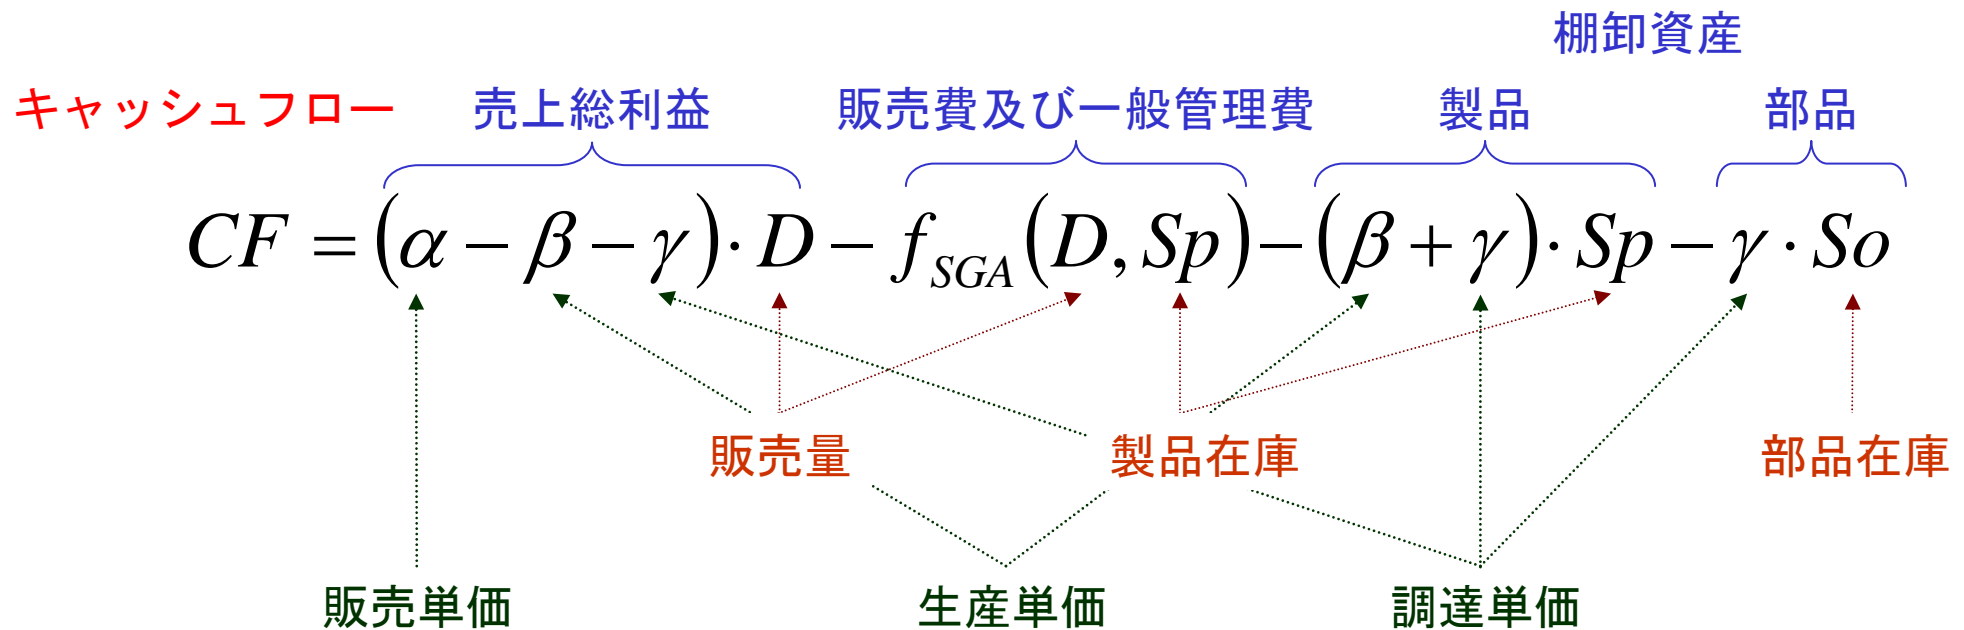 棚卸資産
キャッシュフロー 売上総利益 販売費及び一般管理費 製品 部品
CF = (α − β − γ)· D − f_SGA (D, Sp) − (β + γ)· Sp − γ · So
販売量 製品在庫 部品在庫
販売単価 生産単価 調達単価